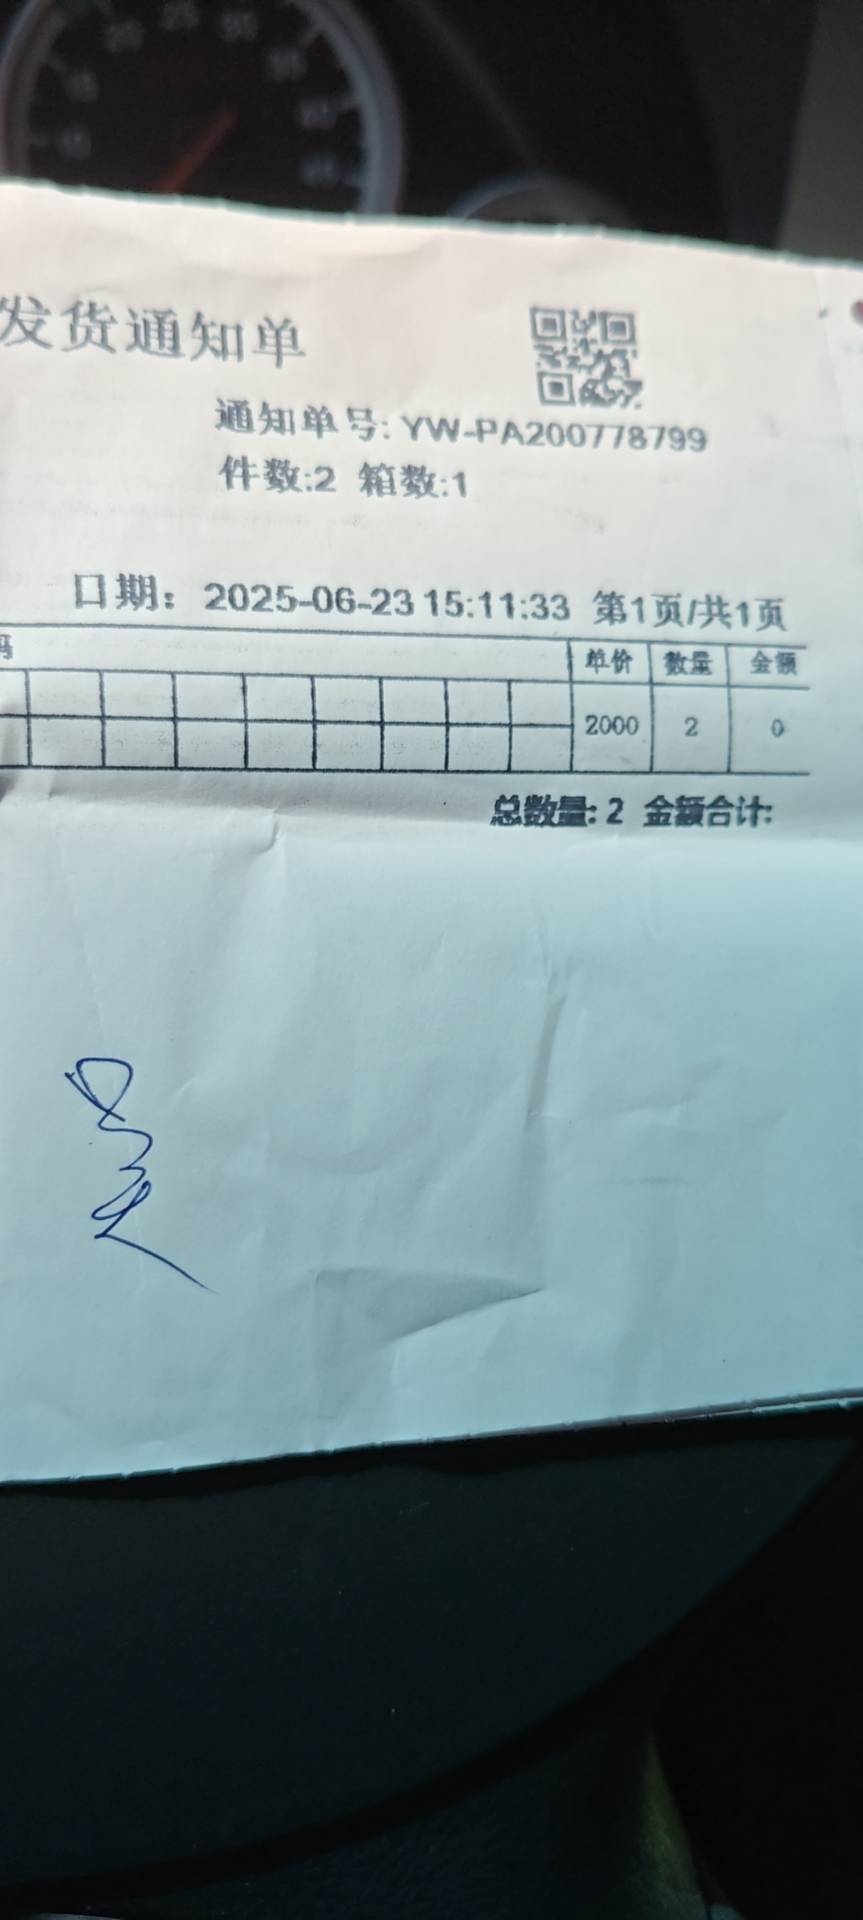 发货通知单
通知单号: YW-PA200778799
件数:2 箱数:1
日期: 2025-06-23 15:11:33 第1页/共1页
码 单价 数量 金额
2000 2 0
总数量: 2 金额合计: